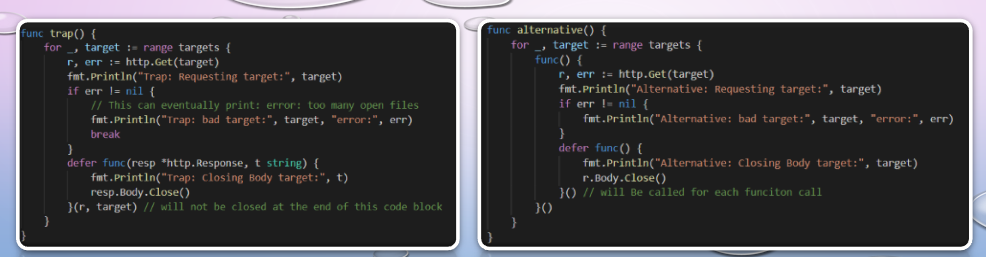 func trap() {
for _, target := range targets {
r, err := http.Get(target)
fmt.Println("Trap: Requesting target:", target)
if err != nil {
// This can eventually print: error: too many open files
fmt.Println("Trap: bad target:", target, "error:", err)
break
}
defer func(resp *http.Response, t string) {
fmt.Println("Trap: Closing Body target:", t)
resp.Body.Close()
}(r, target) // will not be closed at the end of this code block
}
}
func alternative() {
for _, target := range targets {
func() {
r, err := http.Get(target)
fmt.Println("Alternative: Requesting target:", target)
if err != nil {
fmt.Println("Alternative: bad target:", target, "error:", err)
}
defer func() {
fmt.Println("Alternative: Closing Body target:", target)
r.Body.Close()
}() // will Be called for each funciton call
}()
}
}